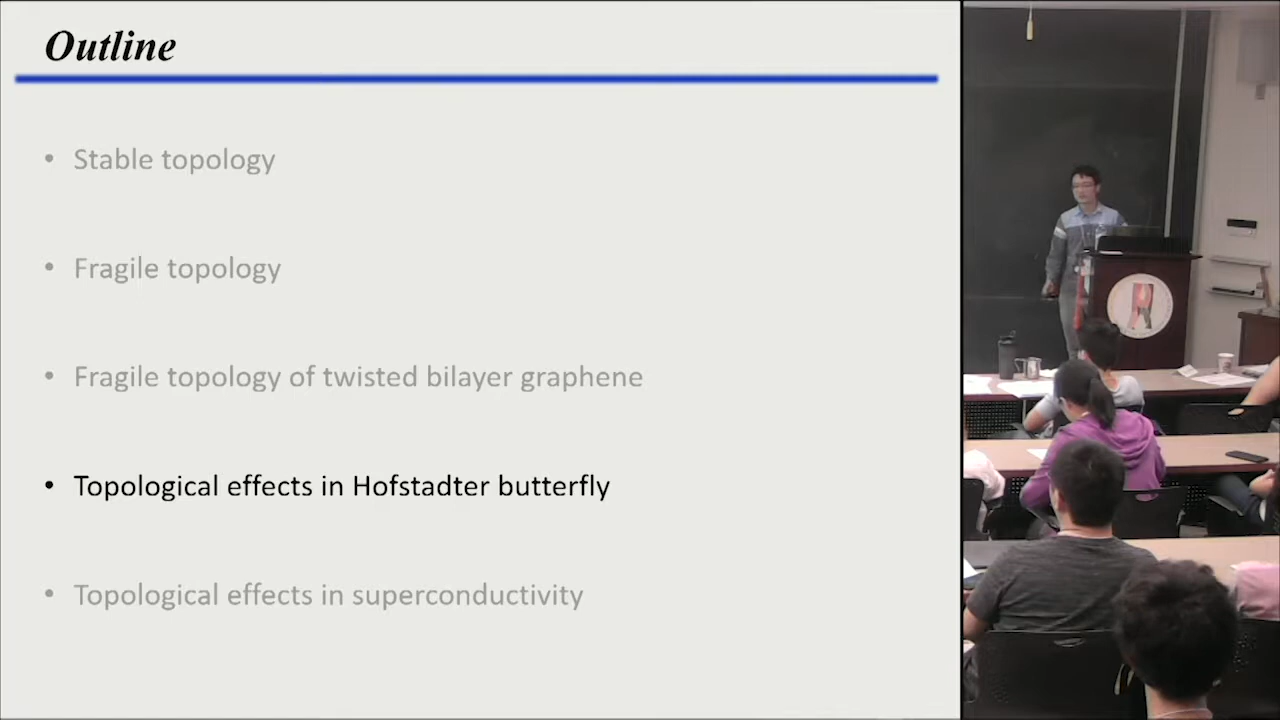 Outline
• Stable topology
• Fragile topology
• Fragile topology of twisted bilayer graphene
• Topological effects in Hofstadter butterfly
• Topological effects in superconductivity